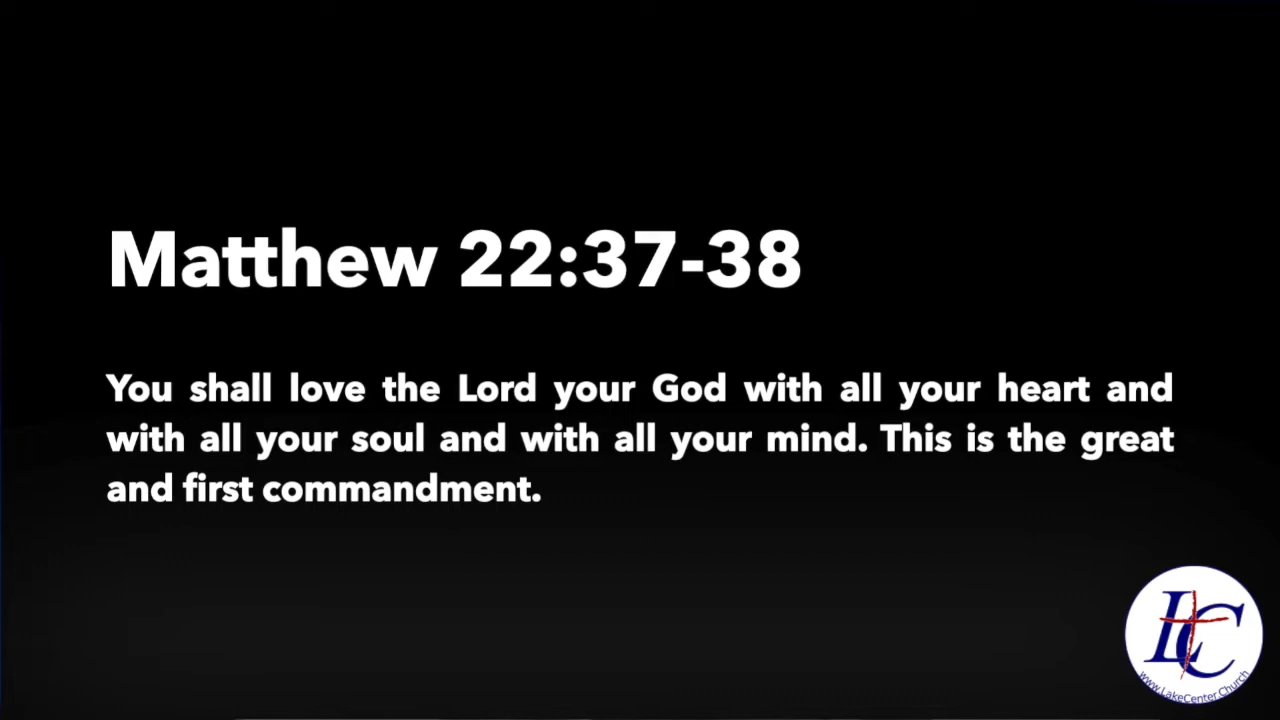 Matthew 22:37-38
You shall love the Lord your God with all your heart and
with all your soul and with all your mind. This is the great
and first commandment.
LC
www.LakeCenter.Church